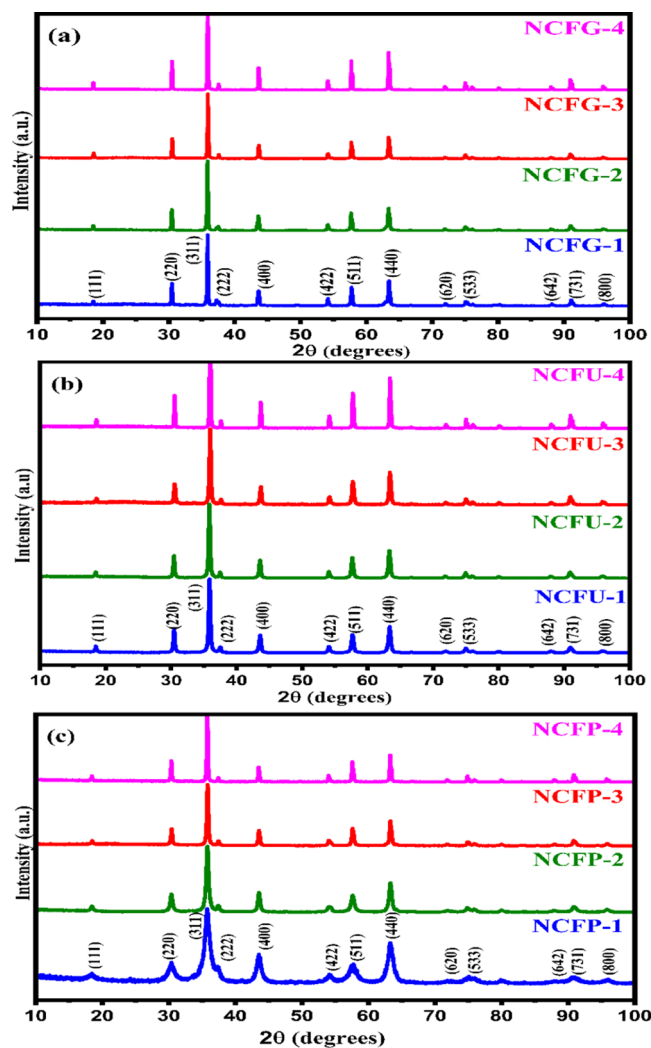 (a)
NCFG-4
NCFG-3
NCFG-2
NCFG-1
Intensity (a.u.)
(111)
(220)
(311)
(222)
(400)
(422)
(511)
(440)
(620)
(533)
(642)
(731)
(800)
10 20 30 40 50 60 70 80 90 100
2θ (degrees)
(b)
NCFU-4
NCFU-3
NCFU-2
NCFU-1
Intensity (a.u)
(111)
(220)
(311)
(222)
(400)
(422)
(511)
(440)
(620)
(533)
(642)
(731)
(800)
10 20 30 40 50 60 70 80 90 100
2θ (degrees)
(c)
NCFP-4
NCFP-3
NCFP-2
NCFP-1
Intensity (a.u.)
(111)
(220)
(311)
(222)
(400)
(422)
(511)
(440)
(620)
(533)
(642)
(731)
(800)
10 20 30 40 50 60 70 80 90 100
2θ (degrees)